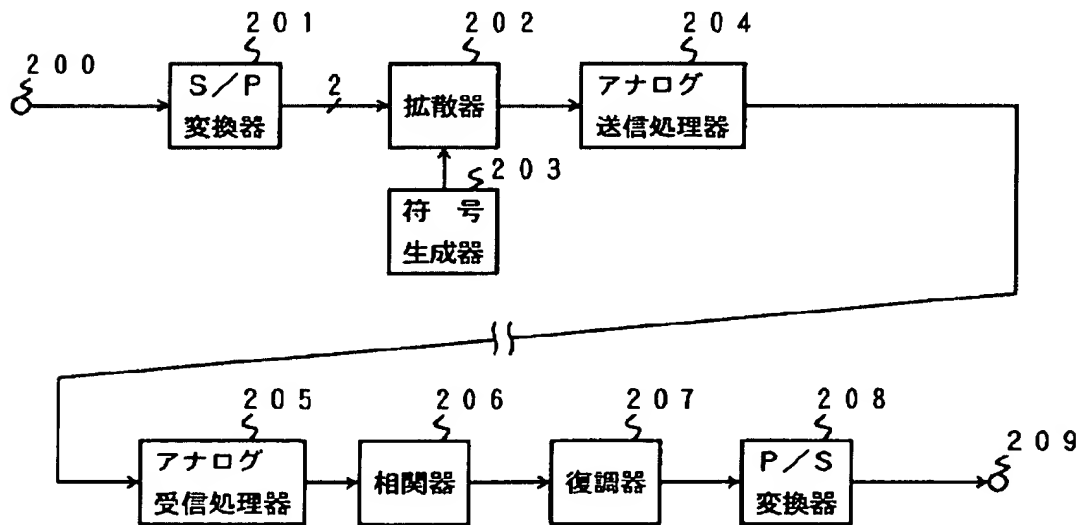 200
201
202
204
S/P
変換器
2
拡散器
アナログ
送信処理器
203
符 号
生成器
205
206
207
208
209
アナログ
受信処理器
相関器
復調器
P/S
変換器